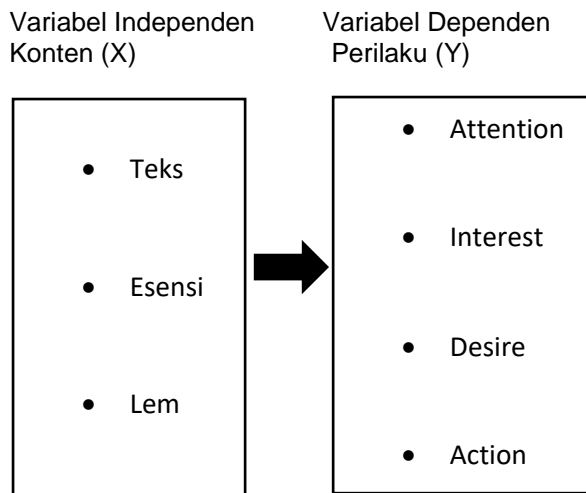 Variabel Independen
Konten (X)
Variabel Dependen
Perilaku (Y)
• Teks
• Esensi
• Lem
• Attention
• Interest
• Desire
• Action